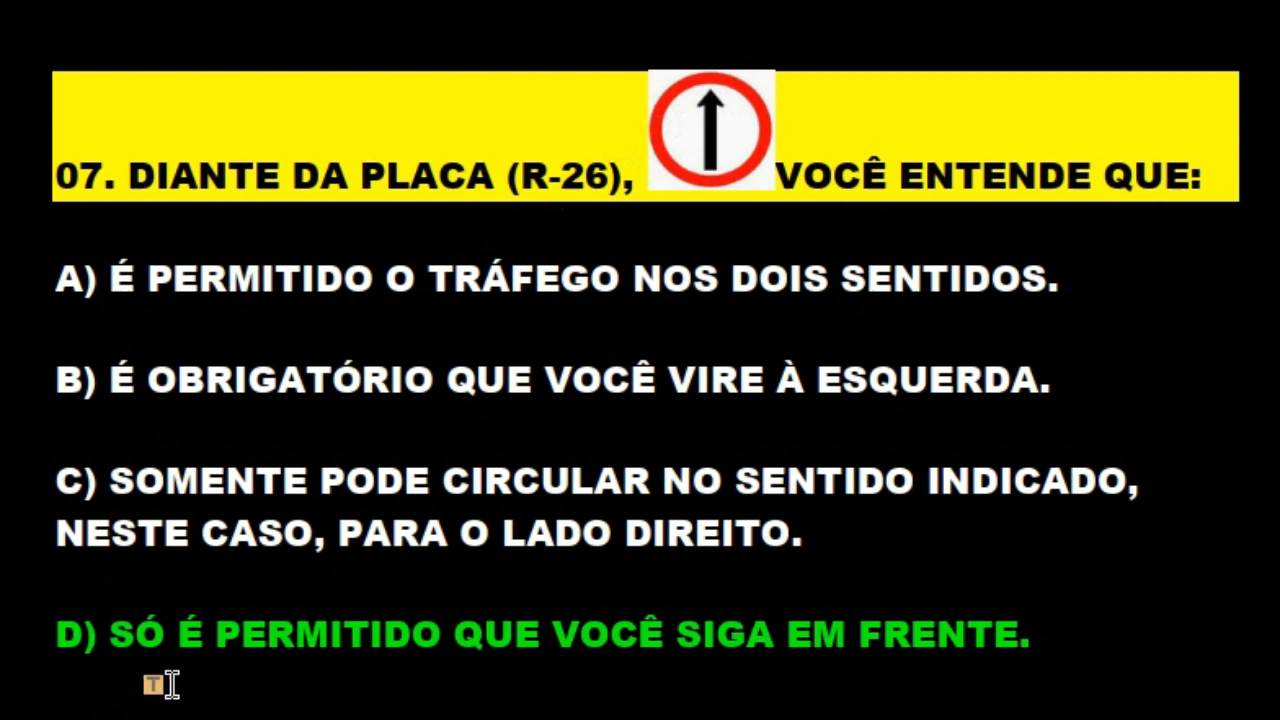 07. DIANTE DA PLACA (R-26), VOCÊ ENTENDE QUE:
A) É PERMITIDO O TRÁFEGO NOS DOIS SENTIDOS.
B) É OBRIGATÓRIO QUE VOCÊ VIRE À ESQUERDA.
C) SOMENTE PODE CIRCULAR NO SENTIDO INDICADO,
NESTE CASO, PARA O LADO DIREITO.
D) SÓ É PERMITIDO QUE VOCÊ SIGA EM FRENTE.
T